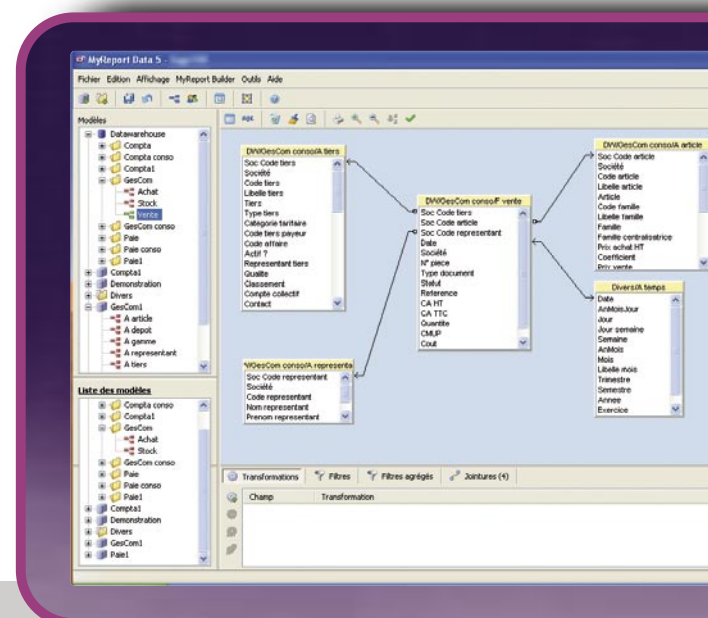 MyReport Data 5 -
Fichier Edition Affichage MyReport Builder Outils Aide
Modèles
Datawarehouse
Compta
Compta conso
Compta1
GesCom
Achat
Stock
Vente
GesCom conso
Paie
Paie conso
Paie1
Compta1
Demonstration
Divers
GesCom1
A article
A depot
A gamme
A representant
A tiers
Liste des modèles
Compta conso
Compta1
GesCom
Achat
Stock
GesCom conso
Paie
Paie conso
Paie1
Compta1
Demonstration
Divers
GesCom1
Paie1
SQL
DW/GesCom conso/A tiers
Soc Code tiers
Société
Code tiers
Libelle tiers
Tiers
Type tiers
Catégorie tarifaire
Code tiers payeur
Code affaire
Actif ?
Representant tiers
Qualite
Classement
Compte collectif
Contact
DW/GesCom conso/F vente
Soc Code tiers
Soc Code article
Soc Code representant
Date
Société
N° piece
Type document
Statut
Reference
CA HT
CA TTC
Quantite
CMUP
Cout
DW/GesCom conso/A article
Soc Code article
Société
Code article
Libelle article
Article
Code famille
Libelle famille
Famille
Famille centralisatrice
Prix achat HT
Coefficient
Prix vente
Divers/A temps
Date
AnMoisJour
Jour
Jour semaine
Semaine
AnMois
Mois
Libelle mois
Trimestre
Semestre
Annee
Exercice
/GesCom conso/A representa
Soc Code representant
Société
Code representant
Nom representant
Prenom representant
Transformations Filtres Filtres agrégés Jointures (4)
Champ Transformation